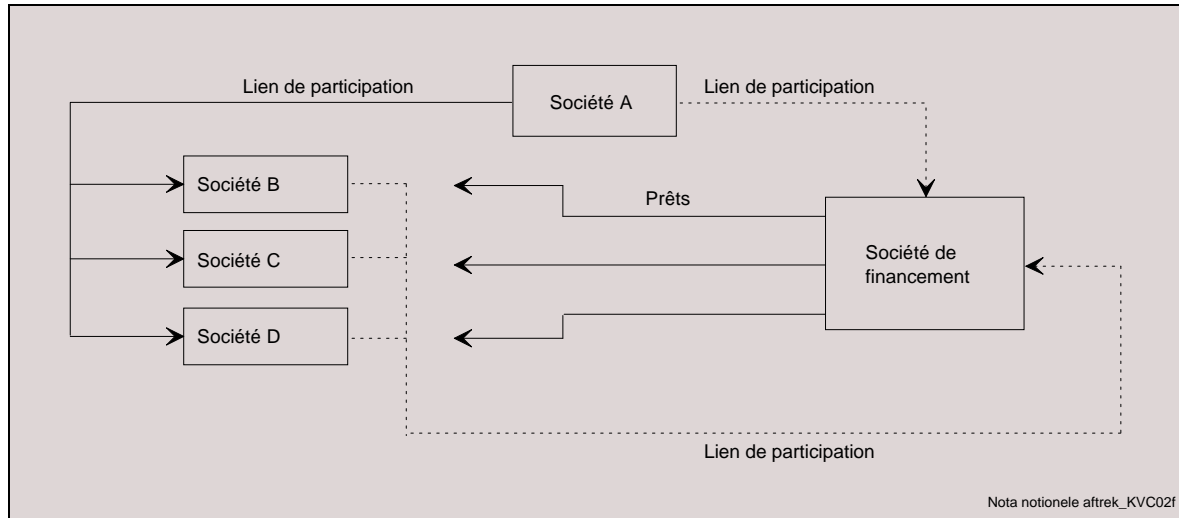 Lien de participation
Société A
Lien de participation
Société B
Prêts
Société C
Société de
financement
Société D
Lien de participation
Nota notionele aftrek_KVC02f